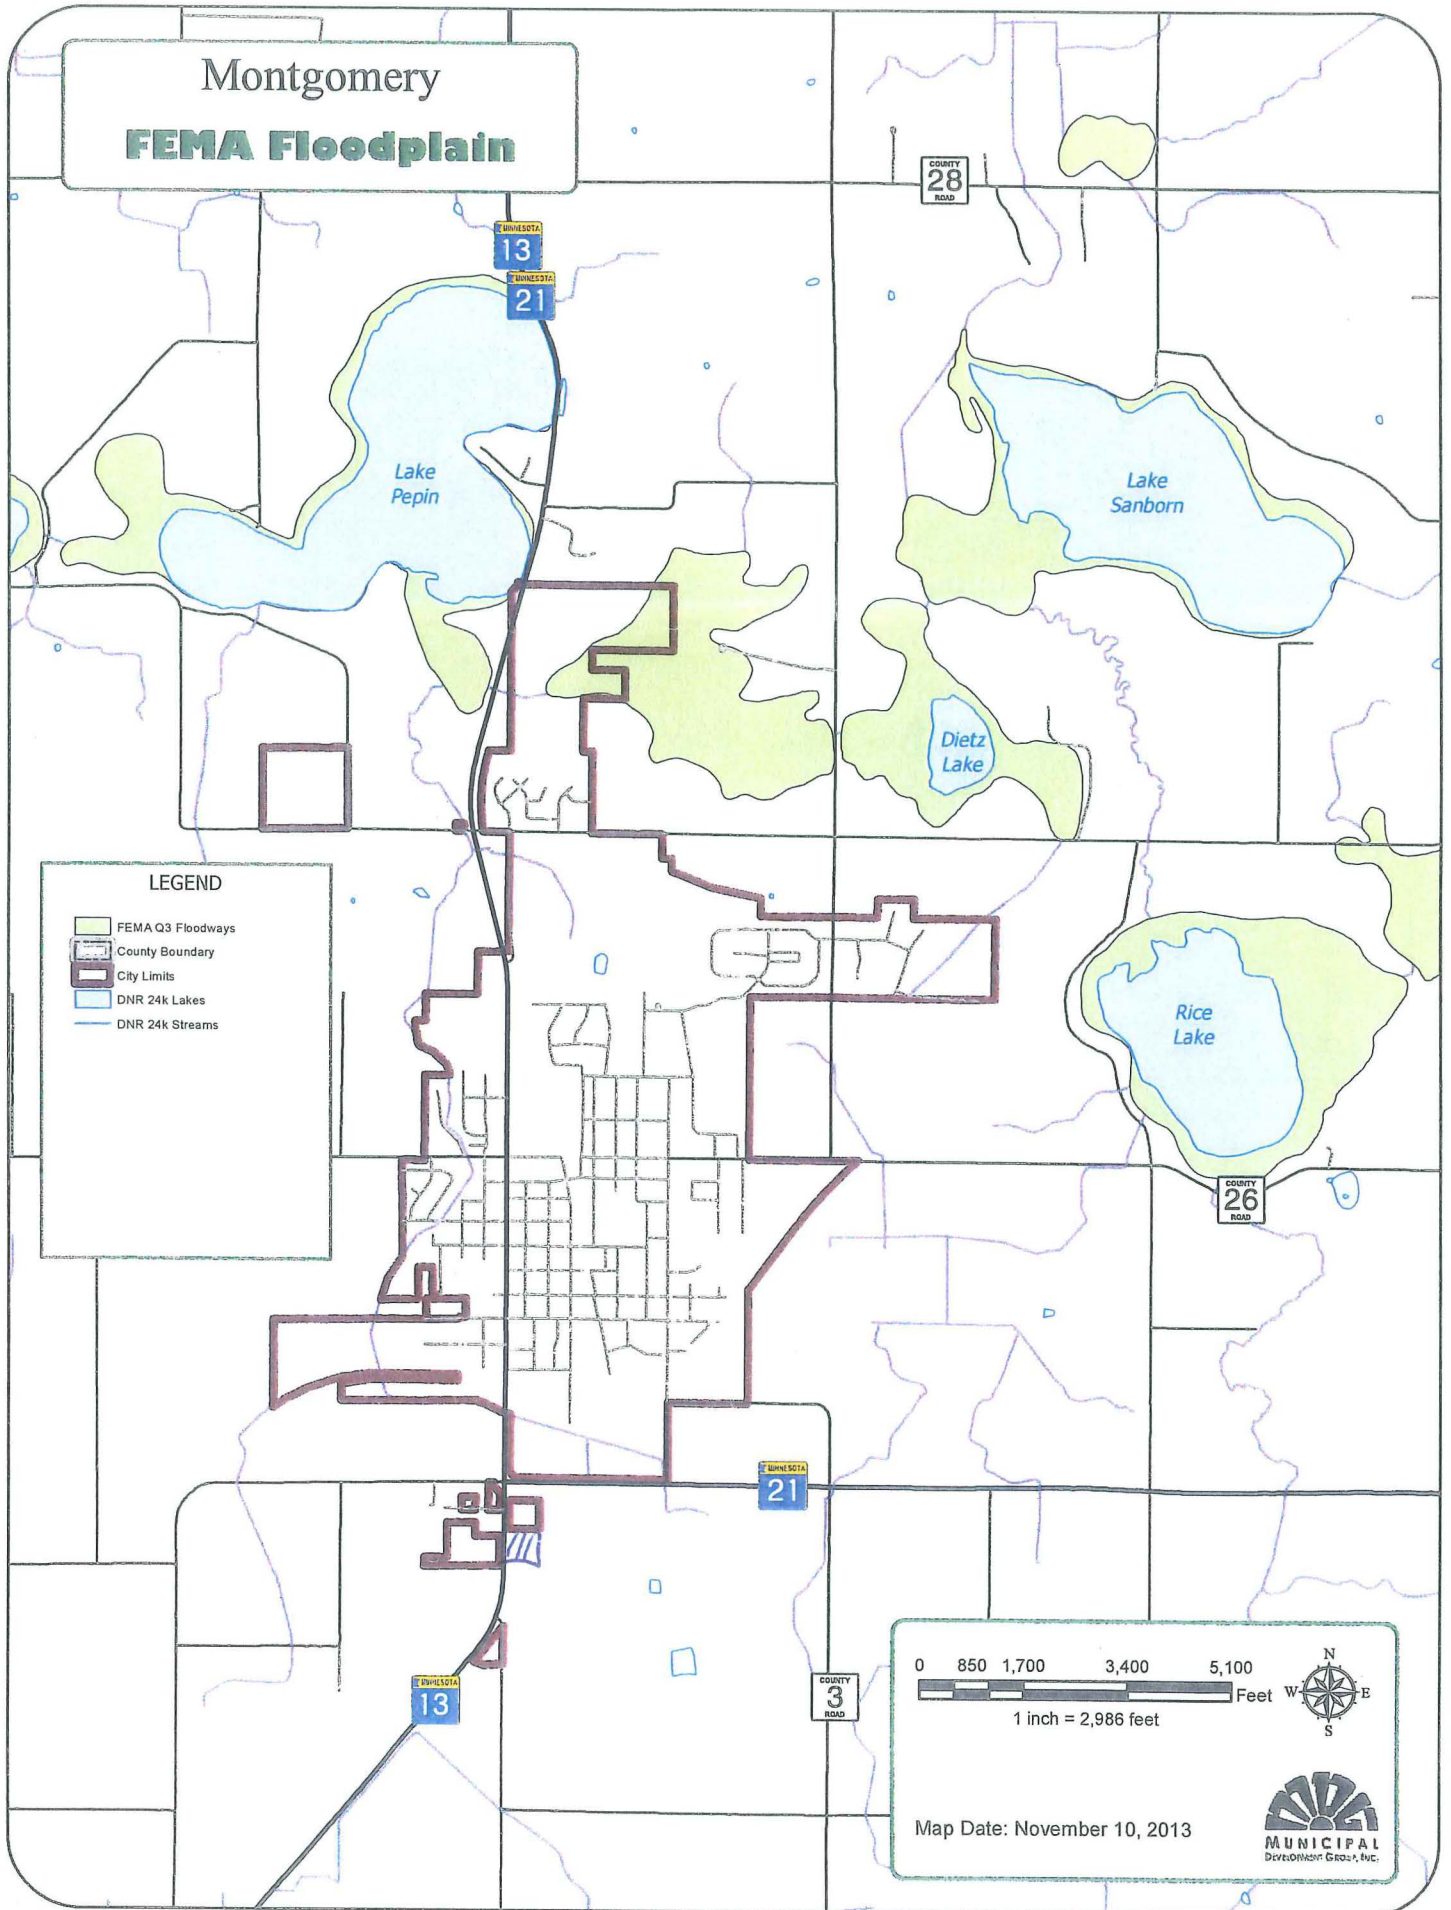 Montgomery
FEMA Floodplain
COUNTY
28
ROAD
MINNESOTA
13
MINNESOTA
21
Lake
Pepin
Lake
Sanborn
Dietz
Lake
LEGEND
FEMA Q3 Floodways
County Boundary
City Limits
DNR 24k Lakes
DNR 24k Streams
Rice
Lake
COUNTY
26
ROAD
MINNESOTA
21
MINNESOTA
13
COUNTY
3
ROAD
0 850 1,700 3,400 5,100
Feet
1 inch = 2,986 feet
N
W E
S
Map Date: November 10, 2013
MDG
MUNICIPAL
DEVELOPMENT GROUP, INC.